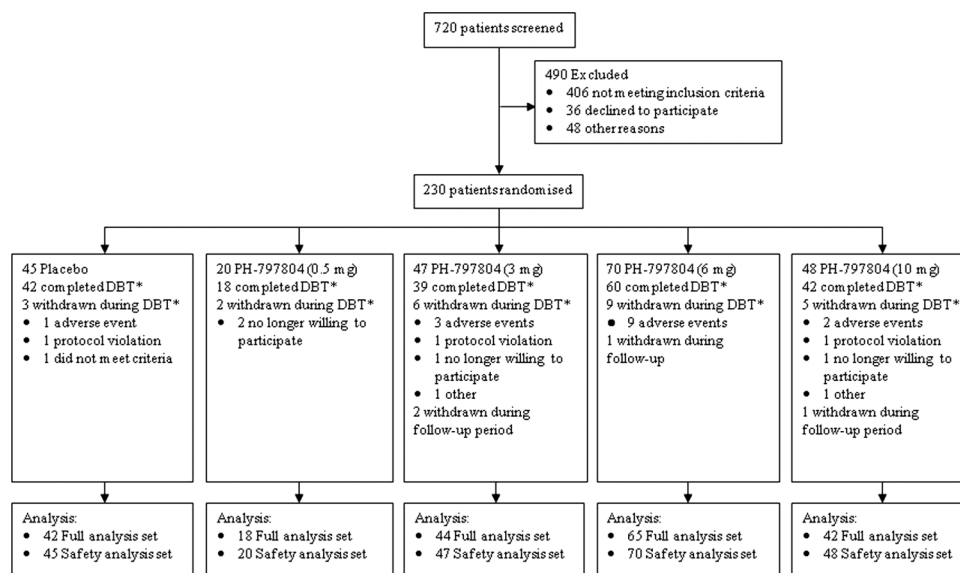 720 patients screened
490 Excluded
• 406 not meeting inclusion criteria
• 36 declined to participate
• 48 other reasons
230 patients randomised
45 Placebo
42 completed DBT*
3 withdrawn during DBT*
• 1 adverse event
• 1 protocol violation
• 1 did not meet criteria
20 PH-797804 (0.5 mg)
18 completed DBT*
2 withdrawn during DBT*
• 2 no longer willing to
participate
47 PH-797804 (3 mg)
39 completed DBT*
6 withdrawn during DBT*
• 3 adverse events
• 1 protocol violation
• 1 no longer willing to
participate
• 1 other
2 withdrawn during
follow-up period
70 PH-797804 (6 mg)
60 completed DBT*
9 withdrawn during DBT*
• 9 adverse events
1 withdrawn during
follow-up
48 PH-797804 (10 mg)
42 completed DBT*
5 withdrawn during DBT*
• 2 adverse events
• 1 protocol violation
• 1 no longer willing to
participate
• 1 other
1 withdrawn during
follow-up period
Analysis:
• 42 Full analysis set
• 45 Safety analysis set
Analysis:
• 18 Full analysis set
• 20 Safety analysis set
Analysis:
• 44 Full analysis set
• 47 Safety analysis set
Analysis:
• 65 Full analysis set
• 70 Safety analysis set
Analysis:
• 42 Full analysis set
• 48 Safety analysis set